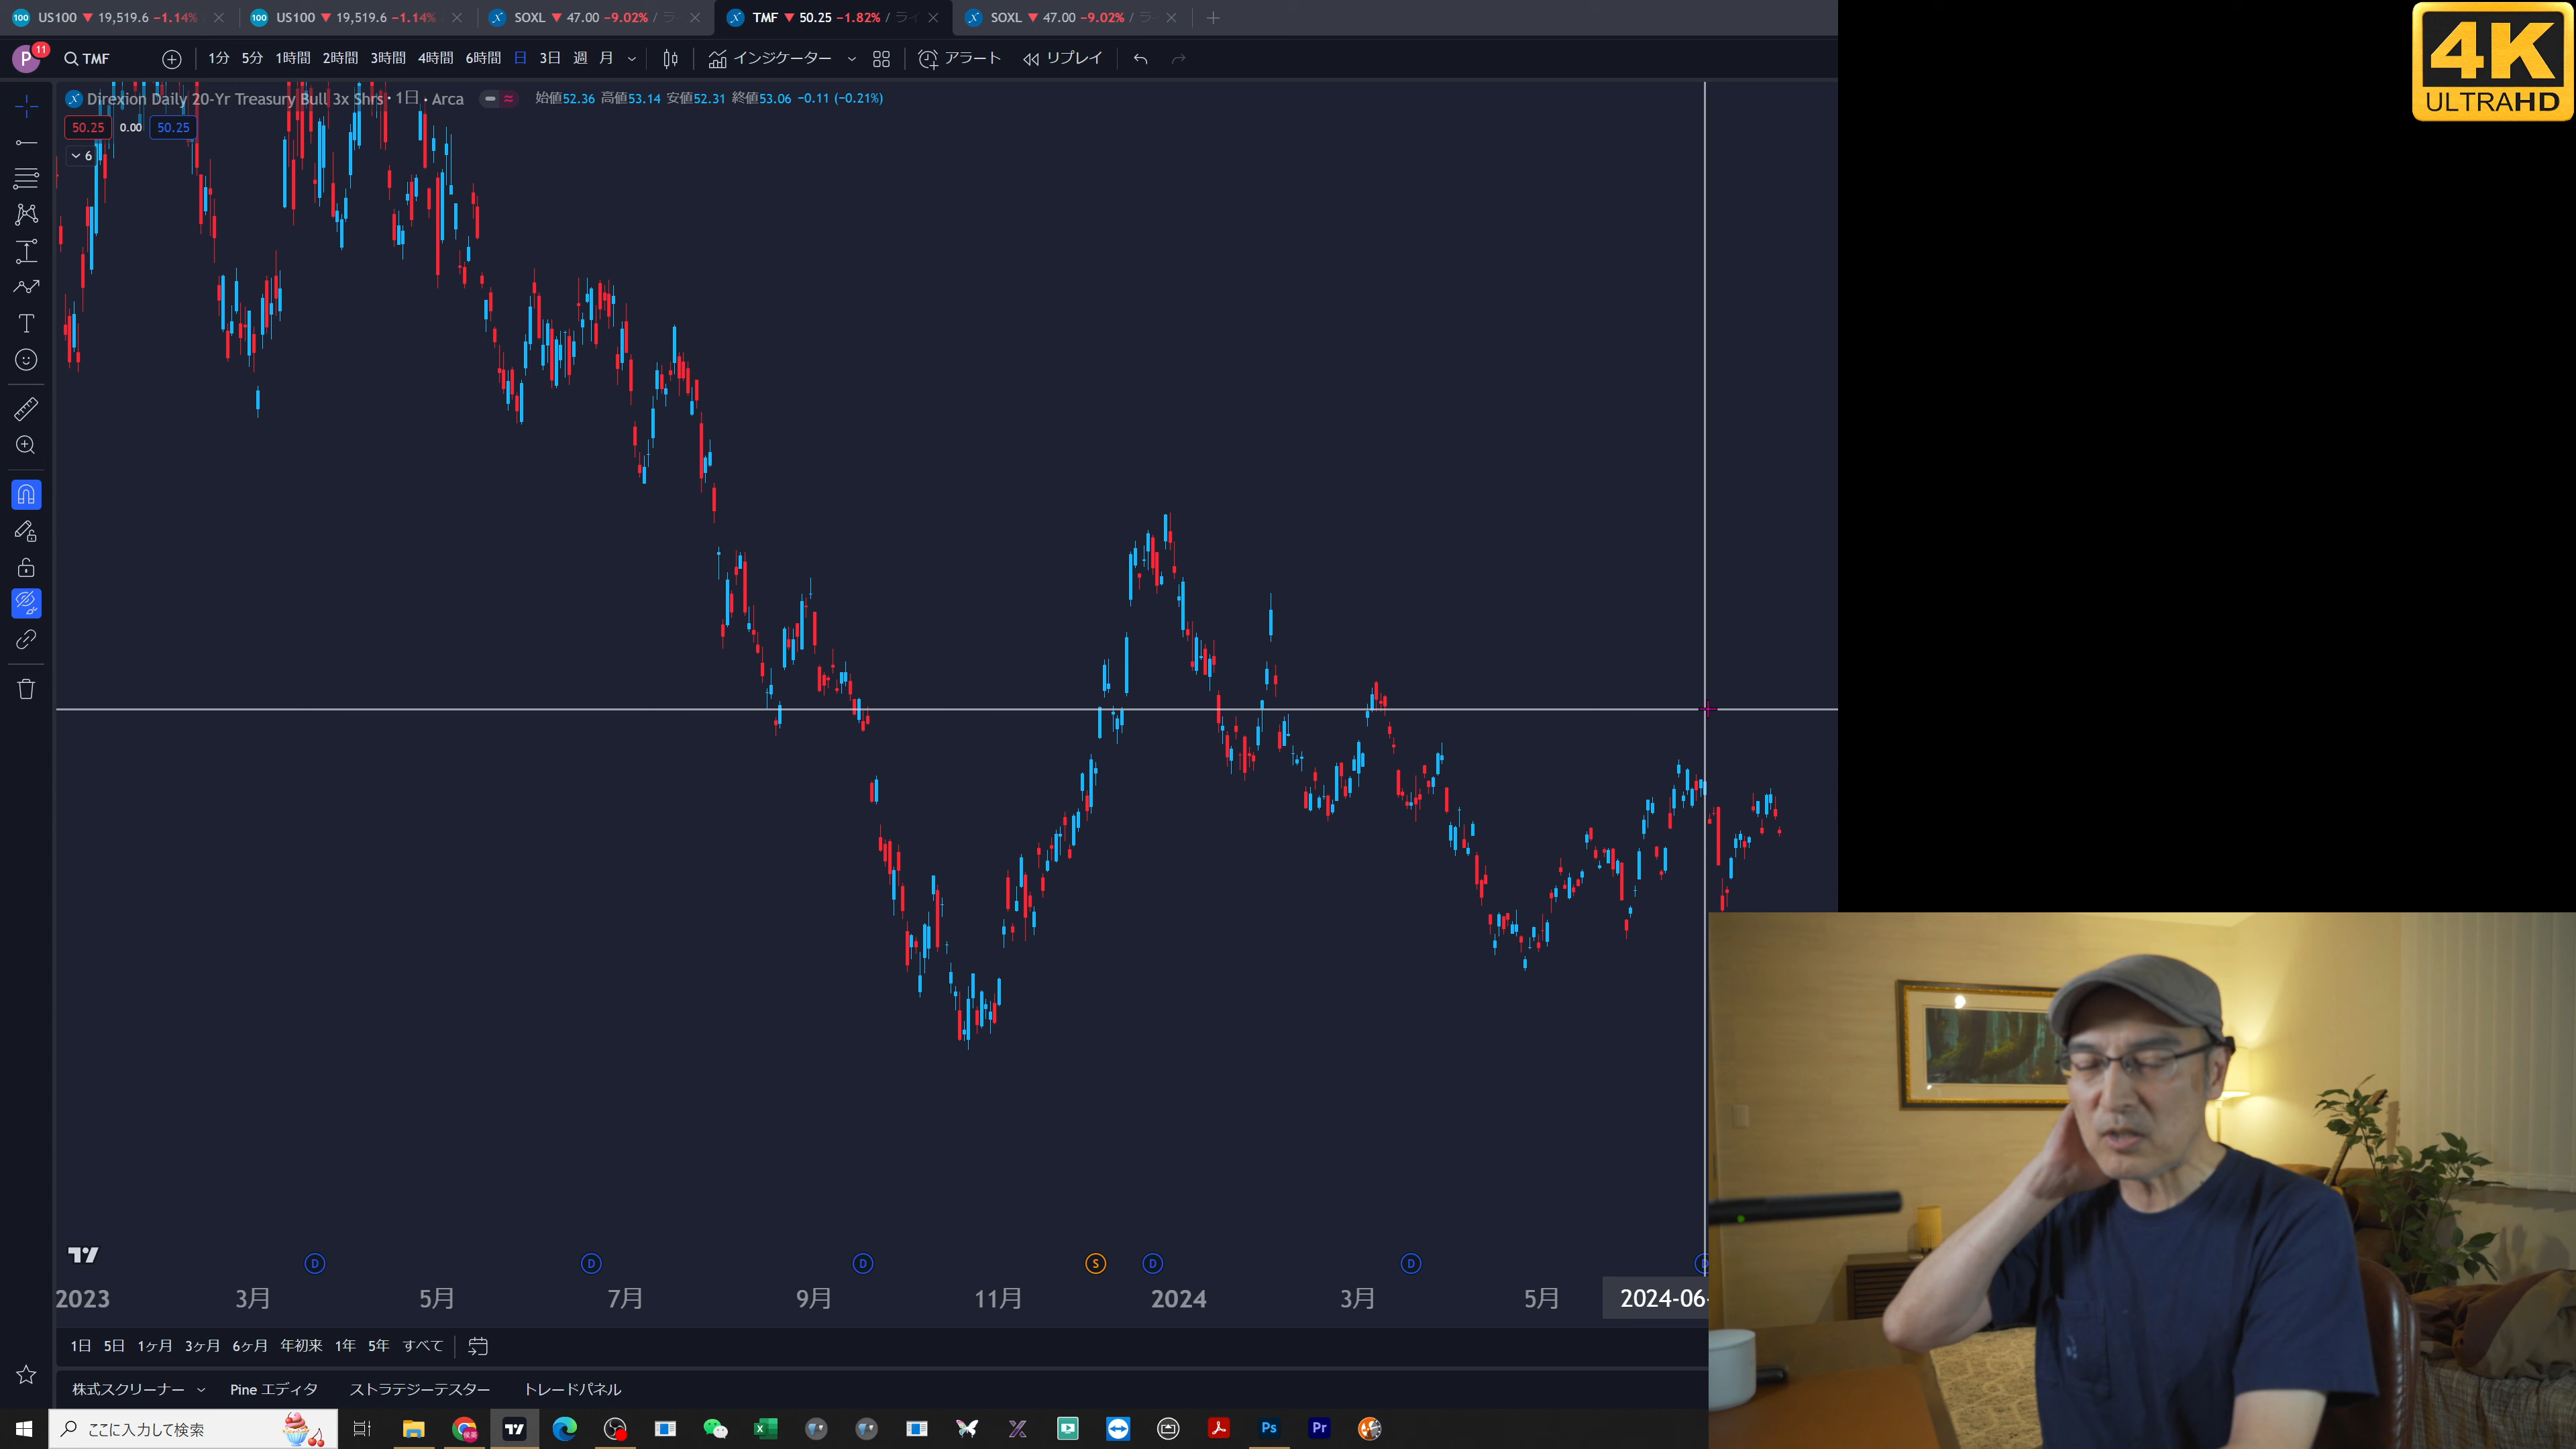 US100 ▼ 19,519.6 −1.14%
US100 ▼ 19,519.6 −1.14%
SOXL ▼ 47.00 −9.02% / ラ
TMF ▼ 50.25 −1.82% / ライ
SOXL ▼ 47.00 −9.02% / ラ
4K
ULTRAHD
P 11
TMF
1分 5分 1時間 2時間 3時間 4時間 6時間 日 3日 週 月
インジケーター
アラート
リプレイ
Direxion Daily 20-Yr Treasury Bull 3x Shrs · 1日 · Arca
始値52.36 高値53.14 安値52.31 終値53.06 −0.11 (−0.21%)
50.25 0.00 50.25
6
D D D S D D D
2023 3月 5月 7月 9月 11月 2024 3月 5月 2024-06-
1日 5日 1ヶ月 3ヶ月 6ヶ月 年初来 1年 5年 すべて
株式スクリーナー Pine エディタ ストラテジーテスター トレードパネル
ここに入力して検索
Ps
Pr